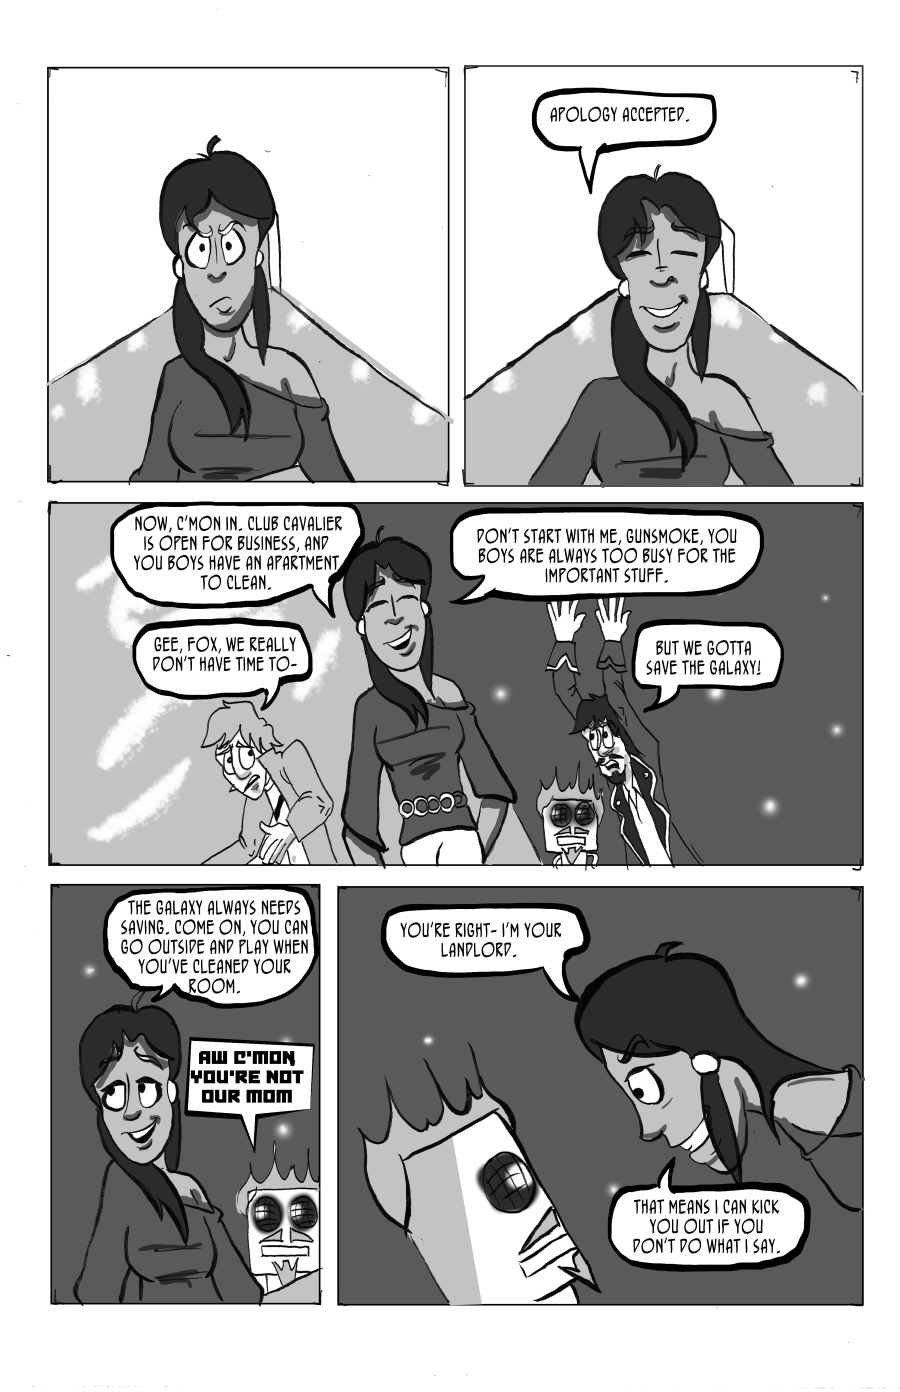 APOLOGY ACCEPTED.
NOW, C'MON IN. CLUB CAVALIER
IS OPEN FOR BUSINESS, AND
YOU BOYS HAVE AN APARTMENT
TO CLEAN.
GEE, FOX, WE REALLY
DON'T HAVE TIME TO-
DON'T START WITH ME, GUNSMOKE, YOU
BOYS ARE ALWAYS TOO BUSY FOR THE
IMPORTANT STUFF.
BUT WE GOTTA
SAVE THE GALAXY!
THE GALAXY ALWAYS NEEDS
SAVING. COME ON, YOU CAN
GO OUTSIDE AND PLAY WHEN
YOU'VE CLEANED YOUR
ROOM.
AW C'MON
YOU'RE NOT
OUR MOM
YOU'RE RIGHT- I'M YOUR
LANDLORD.
THAT MEANS I CAN KICK
YOU OUT IF YOU
DON'T DO WHAT I SAY.